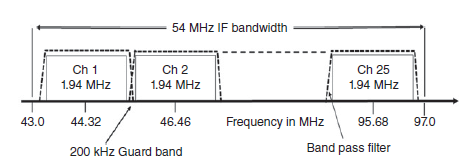 54 MHz IF bandwidth
Ch 1
1.94 MHz
Ch 2
1.94 MHz
Ch 25
1.94 MHz
43.0 44.32 46.46 Frequency in MHz 95.68 97.0
200 kHz Guard band
Band pass filter